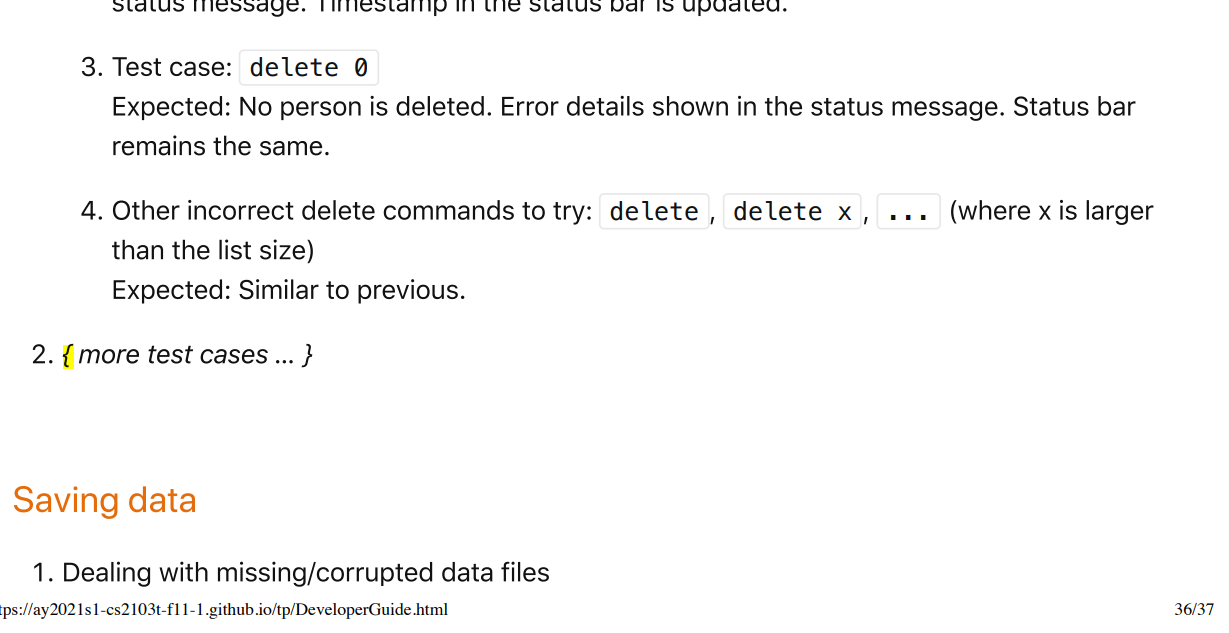 status message. Timestamp in the status bar is updated.
3. Test case: delete 0
Expected: No person is deleted. Error details shown in the status message. Status bar
remains the same.
4. Other incorrect delete commands to try: delete, delete x, ... (where x is larger
than the list size)
Expected: Similar to previous.
2. { more test cases ... }
Saving data
1. Dealing with missing/corrupted data files
tps://ay2021s1-cs2103t-f11-1.github.io/tp/DeveloperGuide.html 36/37